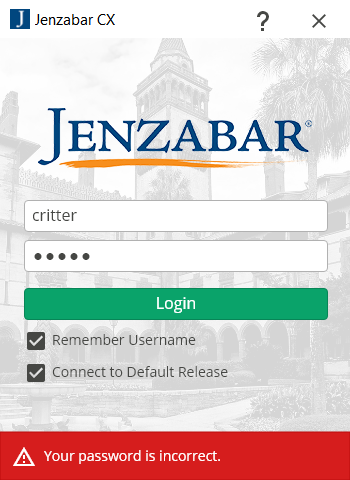 Jenzabar CX
JENZABAR®
critter
●●●●●
Login
Remember Username
Connect to Default Release
Your password is incorrect.